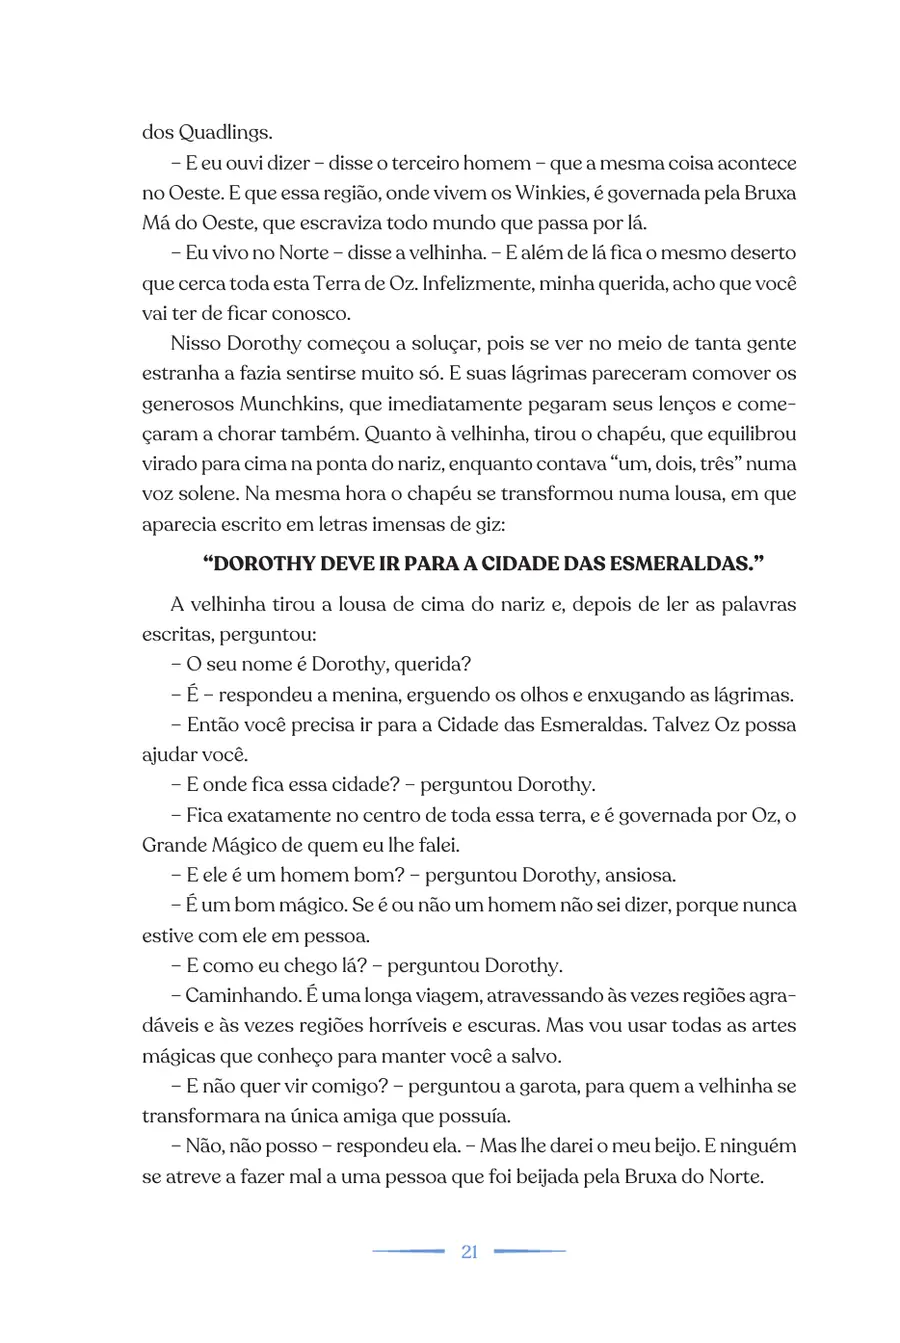 dos Quadlings.
– E eu ouvi dizer – disse o terceiro homem – que a mesma coisa acontece
no Oeste. E que essa região, onde vivem os Winkies, é governada pela Bruxa
Má do Oeste, que escraviza todo mundo que passa por lá.
– Eu vivo no Norte – disse a velhinha. – E além de lá fica o mesmo deserto
que cerca toda esta Terra de Oz. Infelizmente, minha querida, acho que você
vai ter de ficar conosco.
Nisso Dorothy começou a soluçar, pois se ver no meio de tanta gente
estranha a fazia sentirse muito só. E suas lágrimas pareceram comover os
generosos Munchkins, que imediatamente pegaram seus lenços e come-
çaram a chorar também. Quanto à velhinha, tirou o chapéu, que equilibrou
virado para cima na ponta do nariz, enquanto contava “um, dois, três” numa
voz solene. Na mesma hora o chapéu se transformou numa lousa, em que
aparecia escrito em letras imensas de giz:
“DOROTHY DEVE IR PARA A CIDADE DAS ESMERALDAS.”
A velhinha tirou a lousa de cima do nariz e, depois de ler as palavras
escritas, perguntou:
– O seu nome é Dorothy, querida?
– É – respondeu a menina, erguendo os olhos e enxugando as lágrimas.
– Então você precisa ir para a Cidade das Esmeraldas. Talvez Oz possa
ajudar você.
– E onde fica essa cidade? – perguntou Dorothy.
– Fica exatamente no centro de toda essa terra, e é governada por Oz, o
Grande Mágico de quem eu lhe falei.
– E ele é um homem bom? – perguntou Dorothy, ansiosa.
– É um bom mágico. Se é ou não um homem não sei dizer, porque nunca
estive com ele em pessoa.
– E como eu chego lá? – perguntou Dorothy.
– Caminhando. É uma longa viagem, atravessando às vezes regiões agra-
dáveis e às vezes regiões horríveis e escuras. Mas vou usar todas as artes
mágicas que conheço para manter você a salvo.
– E não quer vir comigo? – perguntou a garota, para quem a velhinha se
transformara na única amiga que possuía.
– Não, não posso – respondeu ela. – Mas lhe darei o meu beijo. E ninguém
se atreve a fazer mal a uma pessoa que foi beijada pela Bruxa do Norte.
21